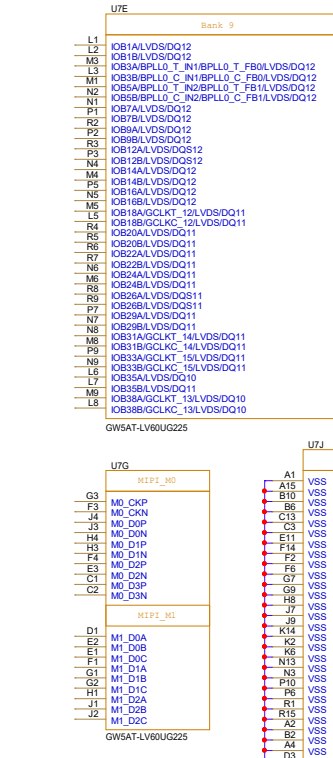 U7E
Bank 9
L1 IOB1A/LVDS/DQ12
L2 IOB1B/LVDS/DQ12
M3 IOB3A/BPLL0_T_IN1/BPLL0_T_FB0/LVDS/DQ12
L3 IOB3B/BPLL0_C_IN1/BPLL0_C_FB0/LVDS/DQ12
M1 IOB5A/BPLL0_T_IN2/BPLL0_T_FB1/LVDS/DQ12
N2 IOB5B/BPLL0_C_IN2/BPLL0_C_FB1/LVDS/DQ12
N1 IOB7A/LVDS/DQ12
P1 IOB7B/LVDS/DQ12
R2 IOB9A/LVDS/DQ12
P2 IOB9B/LVDS/DQ12
R3 IOB12A/LVDS/DQS12
P3 IOB12B/LVDS/DQS12
N4 IOB14A/LVDS/DQ12
M4 IOB14B/LVDS/DQ12
P5 IOB16A/LVDS/DQ12
N5 IOB16B/LVDS/DQ12
M5 IOB18A/GCLKT_12/LVDS/DQ11
L5 IOB18B/GCLKC_12/LVDS/DQ11
R4 IOB20A/LVDS/DQ11
R5 IOB20B/LVDS/DQ11
R6 IOB22A/LVDS/DQ11
R7 IOB22B/LVDS/DQ11
N6 IOB24A/LVDS/DQ11
M6 IOB24B/LVDS/DQ11
R8 IOB26A/LVDS/DQS11
R9 IOB26B/LVDS/DQS11
P7 IOB29A/LVDS/DQ11
N7 IOB29B/LVDS/DQ11
N8 IOB31A/GCLKT_14/LVDS/DQ11
M8 IOB31B/GCLKC_14/LVDS/DQ11
P9 IOB33A/GCLKT_15/LVDS/DQ11
N9 IOB33B/GCLKC_15/LVDS/DQ11
L6 IOB35A/LVDS/DQ10
L7 IOB35B/LVDS/DQ11
M9 IOB38A/GCLKT_13/LVDS/DQ10
L8 IOB38B/GCLKC_13/LVDS/DQ10
GW5AT-LV60UG225
U7G
MIPI_M0
G3 M0_CKP
F3 M0_CKN
J4 M0_D0P
J3 M0_D0N
H4 M0_D1P
H3 M0_D1N
F4 M0_D2P
E3 M0_D2N
C1 M0_D3P
C2 M0_D3N
MIPI_M1
D1 M1_D0A
E2 M1_D0B
E1 M1_D0C
F1 M1_D1A
G1 M1_D1B
G2 M1_D1C
H1 M1_D2A
J1 M1_D2B
J2 M1_D2C
GW5AT-LV60UG225
U7J
A1 VSS
A15 VSS
B10 VSS
B6 VSS
C13 VSS
C3 VSS
E11 VSS
F14 VSS
F2 VSS
F6 VSS
G7 VSS
G9 VSS
H8 VSS
J7 VSS
J9 VSS
K14 VSS
K2 VSS
K6 VSS
N13 VSS
N3 VSS
P10 VSS
P6 VSS
R1 VSS
R15 VSS
A2 VSS
B2 VSS
A4 VSS
D3 VSS